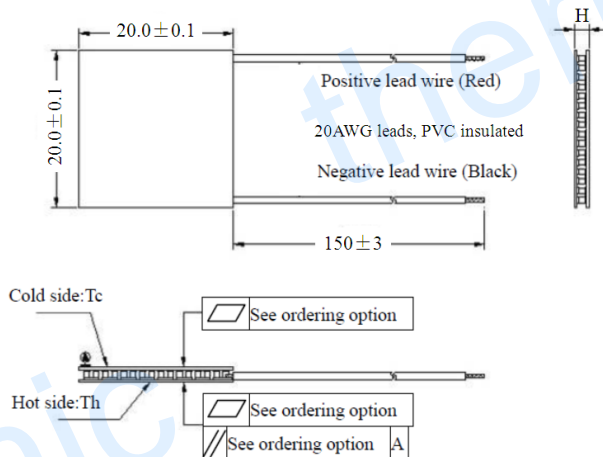 20.0±0.1
H
20.0±0.1
Positive lead wire (Red)
20AWG leads, PVC insulated
Negative lead wire (Black)
150±3
Cold side:Tc
See ordering option
A
Hot side:Th
See ordering option
See ordering option A